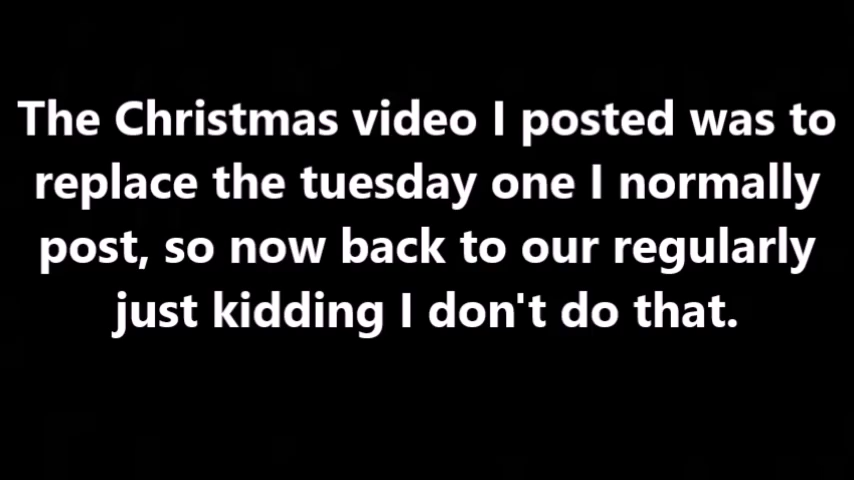 The Christmas video I posted was to
replace the tuesday one I normally
post, so now back to our regularly
just kidding I don't do that.